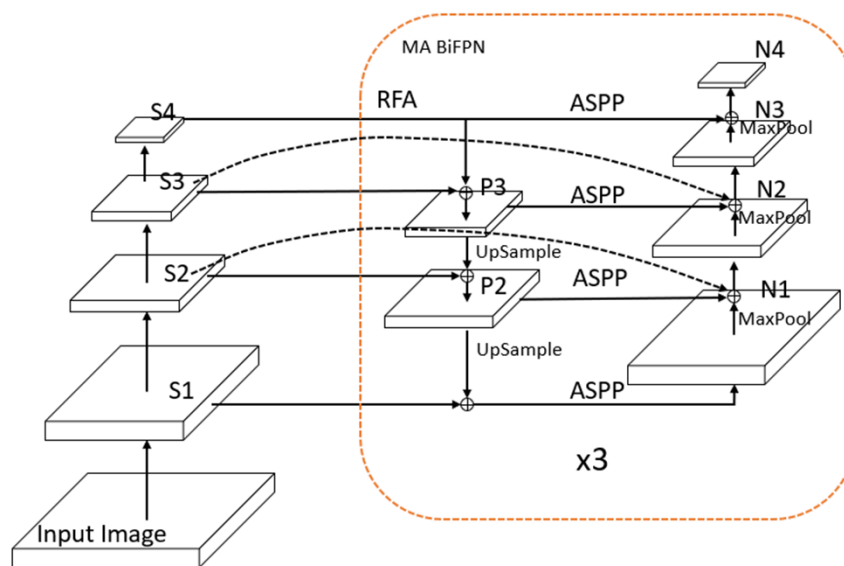 MA BiFPN
N4
S4
RFA
ASPP
N3
MaxPool
S3
P3
ASPP
N2
MaxPool
UpSample
S2
P2
ASPP
N1
MaxPool
UpSample
S1
ASPP
x3
Input Image